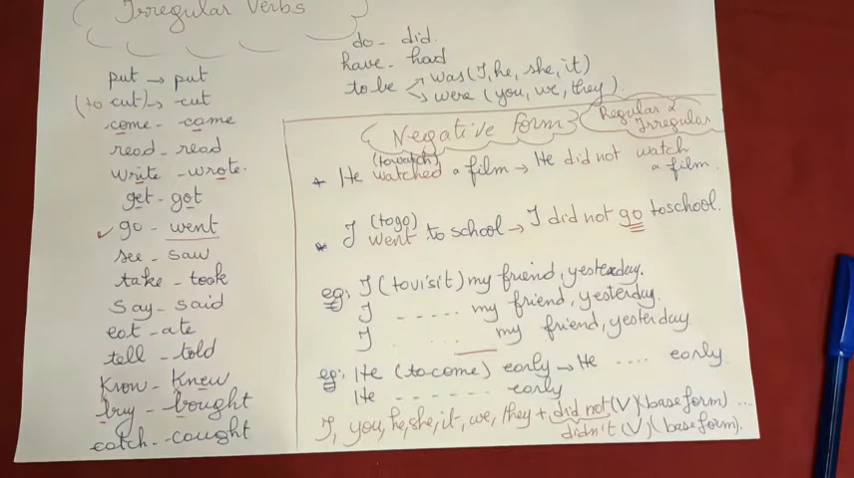 Irregular Verbs
put → put
(to cut) → cut
come - came
read - read
write - wrote.
get - got
✓ go - went
see - saw
take - took
say - said
eat - ate
tell - told
know - knew
buy - bought
catch - caught
do - did.
have - had
to be
was (I, he, she, it)
were (you, we, they).
Negative form
Regular &
Irregular
(to watch)
* He watched a film → He did not watch
a film.
(to go)
* I went to school → I did not go to school.
eg: I (to visit) my friend, yesterday.
I ----- my friend, yesterday.
I ..... my friend, yesterday
eg: He (to come) early → He .... early
He ------ early
I, you, he, she, it, we, they + did not (V) (base form) ...
didn't (V) (base form).